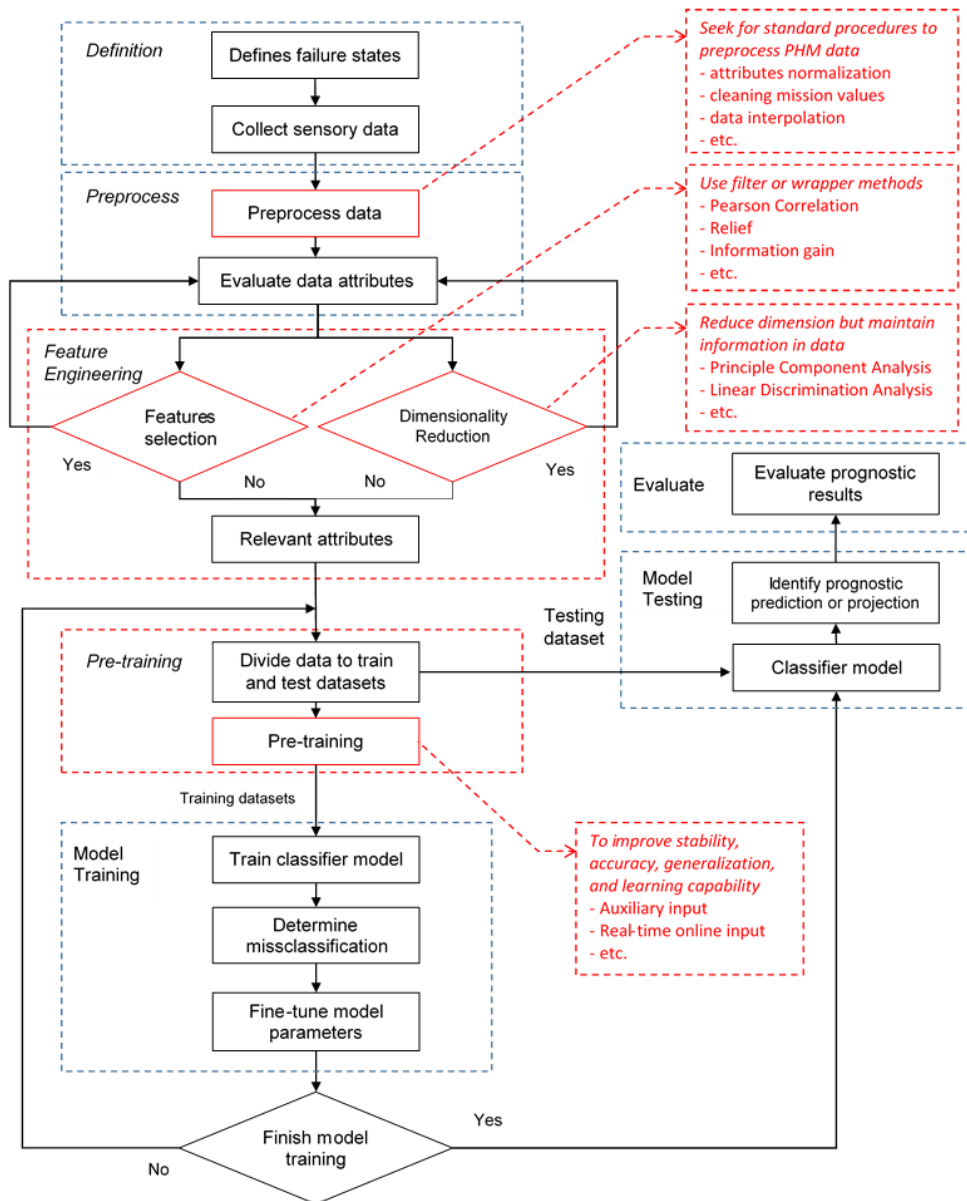 Definition
Defines failure states
Collect sensory data
Seek for standard procedures to
preprocess PHM data
- attributes normalization
- cleaning mission values
- data interpolation
- etc.
Preprocess
Preprocess data
Evaluate data attributes
Use filter or wrapper methods
- Pearson Correlation
- Relief
- Information gain
- etc.
Feature
Engineering
Features
selection
Dimensionality
Reduction
Reduce dimension but maintain
information in data
- Principle Component Analysis
- Linear Discrimination Analysis
- etc.
Yes
No
No
Yes
Relevant attributes
Evaluate
Evaluate prognostic
results
Model
Testing
Identify prognostic
prediction or projection
Classifier model
Testing
dataset
Pre-training
Divide data to train
and test datasets
Pre-training
Training datasets
To improve stability,
accuracy, generalization,
and learning capability
- Auxiliary input
- Real-time online input
- etc.
Model
Training
Train classifier model
Determine
missclassification
Fine-tune model
parameters
Finish model
training
No
Yes